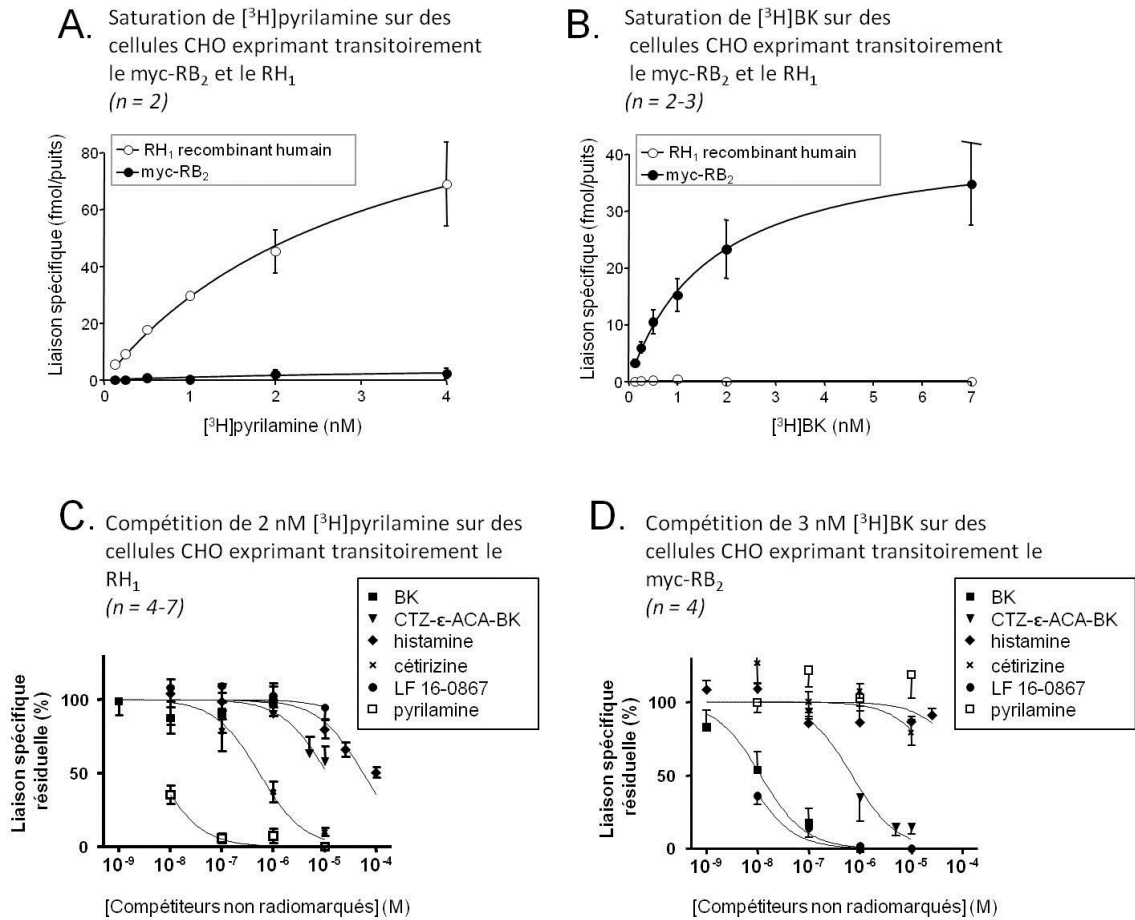 A. Saturation de [³H]pyrilamine sur des
cellules CHO exprimant transitoirement
le myc-RB₂ et le RH₁
(n = 2)
RH₁ recombinant humain
myc-RB₂
Liaison spécifique (fmol/puits)
80
60
40
20
0
0 1 2 3 4
[³H]pyrilamine (nM)
B. Saturation de [³H]BK sur des
cellules CHO exprimant transitoirement
le myc-RB₂ et le RH₁
(n = 2-3)
RH₁ recombinant humain
myc-RB₂
Liaison spécifique (fmol/puits)
40
30
20
10
0
0 1 2 3 4 5 6 7
[³H]BK (nM)
C. Compétition de 2 nM [³H]pyrilamine sur des
cellules CHO exprimant transitoirement le
RH₁
(n = 4-7)
BK
CTZ-ε-ACA-BK
histamine
cétirizine
LF 16-0867
pyrilamine
Liaison spécifique
résiduelle (%)
100
50
0
10⁻⁹ 10⁻⁸ 10⁻⁷ 10⁻⁶ 10⁻⁵ 10⁻⁴
[Compétiteurs non radiomarqués] (M)
D. Compétition de 3 nM [³H]BK sur des
cellules CHO exprimant transitoirement le
myc-RB₂
(n = 4)
BK
CTZ-ε-ACA-BK
histamine
cétirizine
LF 16-0867
pyrilamine
Liaison spécifique
résiduelle (%)
100
50
0
10⁻⁹ 10⁻⁸ 10⁻⁷ 10⁻⁶ 10⁻⁵ 10⁻⁴
[Compétiteurs non radiomarqués] (M)